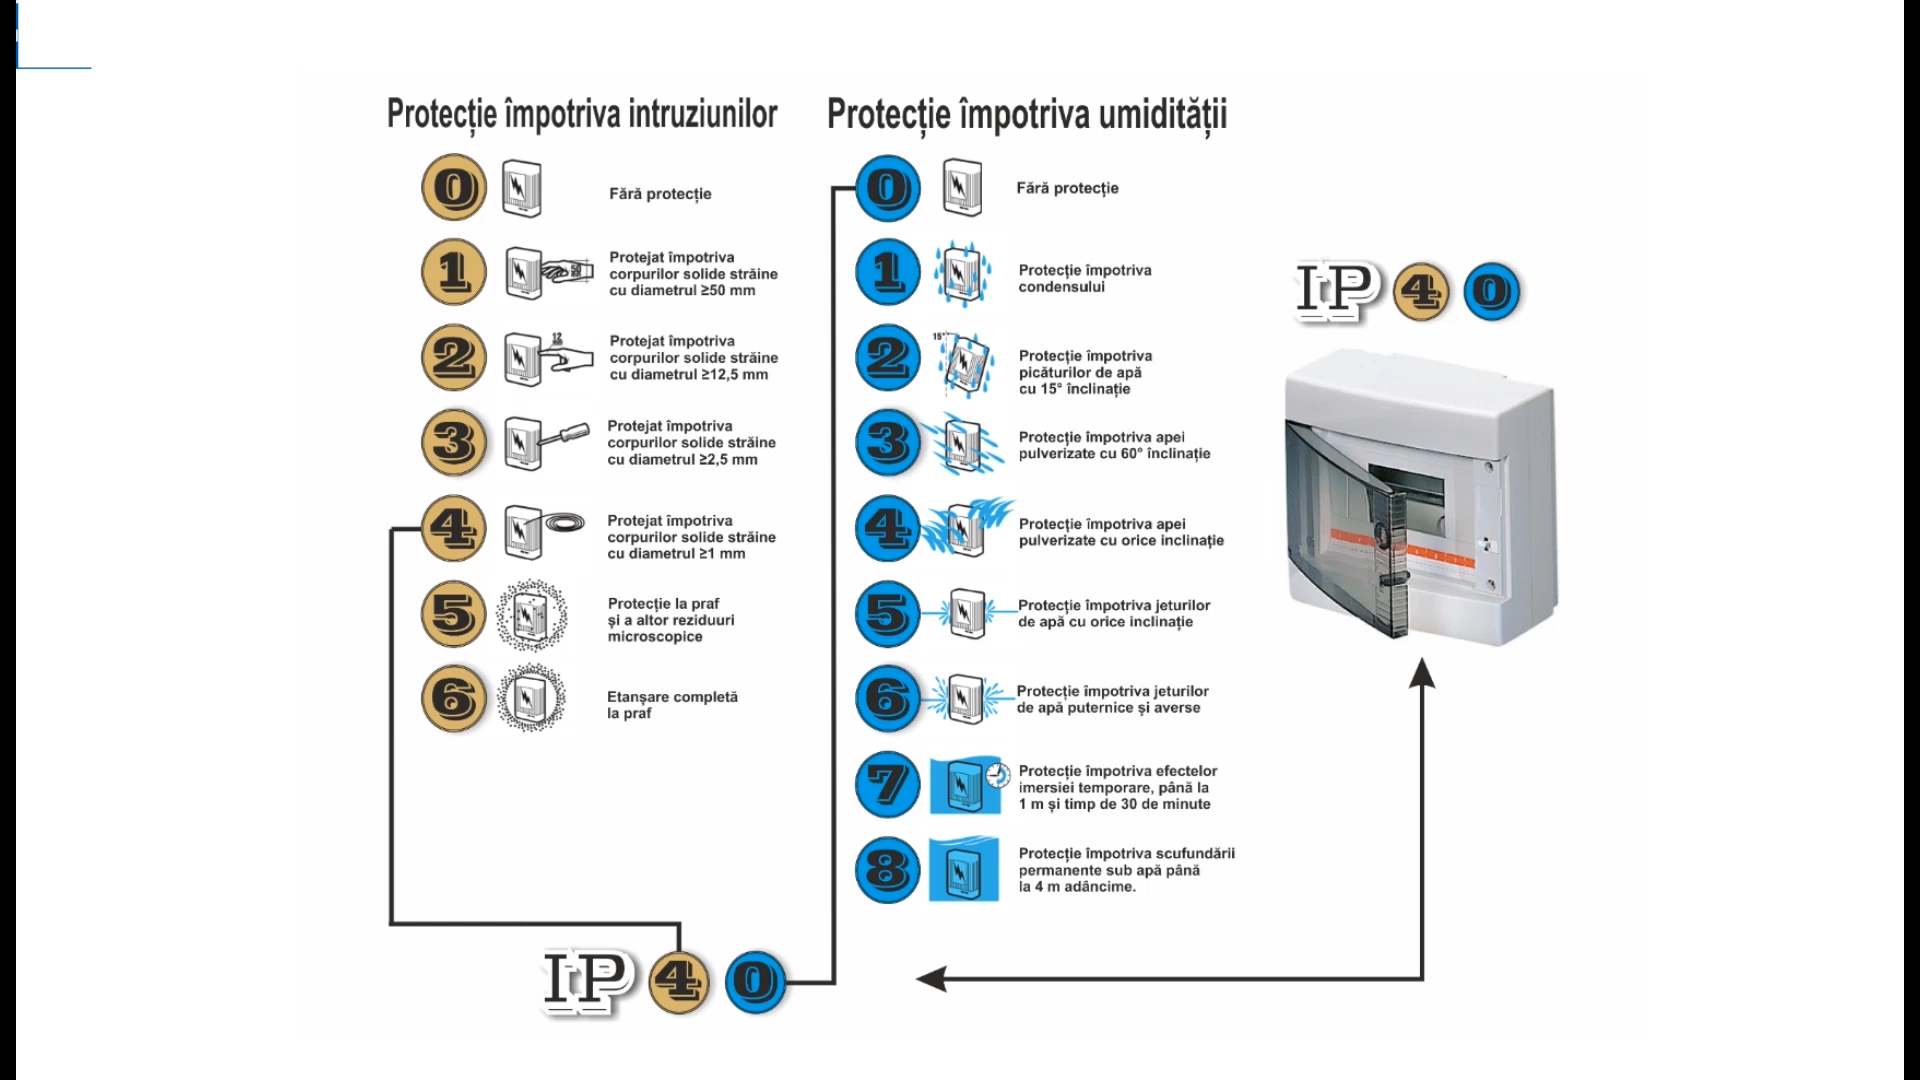 Protecție împotriva intruziunilor
0
Fără protecție
1
50
Protejat împotriva
corpurilor solide străine
cu diametrul ≥50 mm
2
12
Protejat împotriva
corpurilor solide străine
cu diametrul ≥12,5 mm
3
Protejat împotriva
corpurilor solide străine
cu diametrul ≥2,5 mm
4
Protejat împotriva
corpurilor solide străine
cu diametrul ≥1 mm
5
Protecție la praf
și a altor reziduuri
microscopice
6
Etanșare completă
la praf
Protecție împotriva umidității
0
Fără protecție
1
Protecție împotriva
condensului
2
15°
Protecție împotriva
picăturilor de apă
cu 15° înclinație
3
Protecție împotriva apei
pulverizate cu 60° înclinație
4
Protecție împotriva apei
pulverizate cu orice inclinație
5
Protecție împotriva jeturilor
de apă cu orice inclinație
6
Protecție împotriva jeturilor
de apă puternice și averse
7
Protecție împotriva efectelor
imersiei temporare, până la
1 m și timp de 30 de minute
8
Protecție împotriva scufundării
permanente sub apă până
la 4 m adâncime.
IP 4 0
IP 4 0